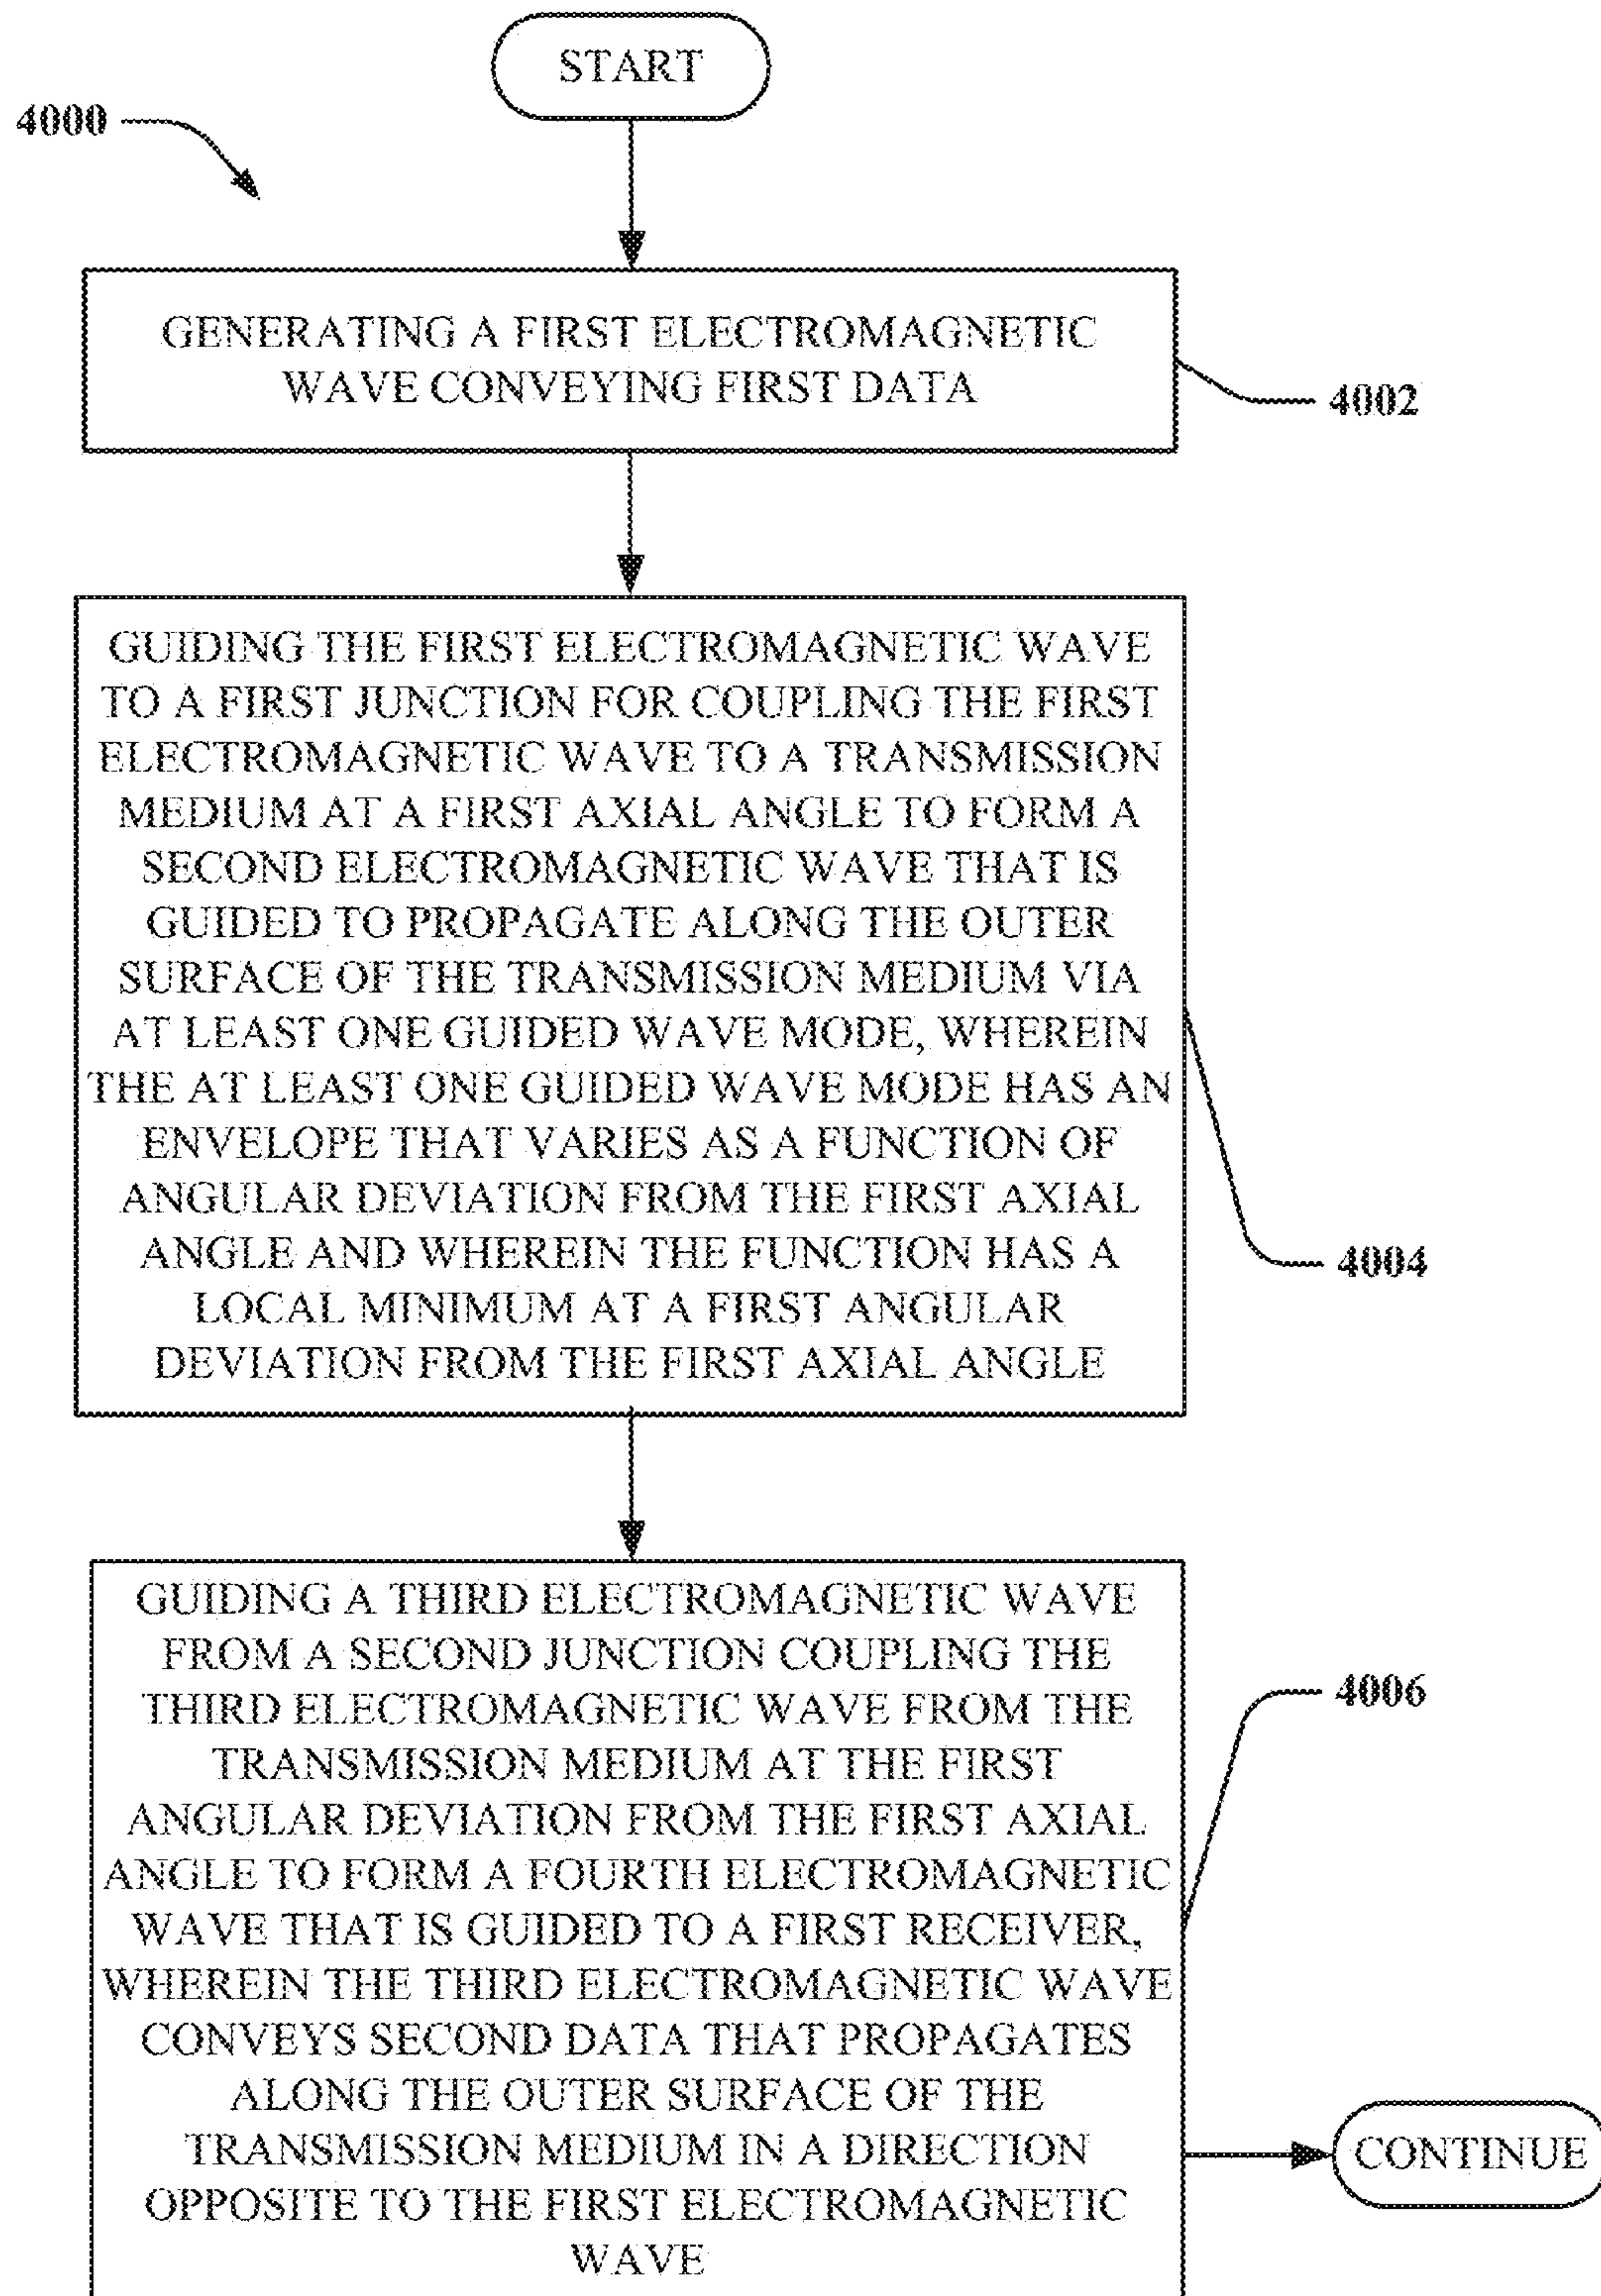 START
4000
GENERATING A FIRST ELECTROMAGNETIC
WAVE CONVEYING FIRST DATA
4002
GUIDING THE FIRST ELECTROMAGNETIC WAVE
TO A FIRST JUNCTION FOR COUPLING THE FIRST
ELECTROMAGNETIC WAVE TO A TRANSMISSION
MEDIUM AT A FIRST AXIAL ANGLE TO FORM A
SECOND ELECTROMAGNETIC WAVE THAT IS
GUIDED TO PROPAGATE ALONG THE OUTER
SURFACE OF THE TRANSMISSION MEDIUM VIA
AT LEAST ONE GUIDED WAVE MODE, WHEREIN
THE AT LEAST ONE GUIDED WAVE MODE HAS AN
ENVELOPE THAT VARIES AS A FUNCTION OF
ANGULAR DEVIATION FROM THE FIRST AXIAL
ANGLE AND WHEREIN THE FUNCTION HAS A
LOCAL MINIMUM AT A FIRST ANGULAR
DEVIATION FROM THE FIRST AXIAL ANGLE
4004
GUIDING A THIRD ELECTROMAGNETIC WAVE
FROM A SECOND JUNCTION COUPLING THE
THIRD ELECTROMAGNETIC WAVE FROM THE
TRANSMISSION MEDIUM AT THE FIRST
ANGULAR DEVIATION FROM THE FIRST AXIAL
ANGLE TO FORM A FOURTH ELECTROMAGNETIC
WAVE THAT IS GUIDED TO A FIRST RECEIVER,
WHEREIN THE THIRD ELECTROMAGNETIC WAVE
CONVEYS SECOND DATA THAT PROPAGATES
ALONG THE OUTER SURFACE OF THE
TRANSMISSION MEDIUM IN A DIRECTION
OPPOSITE TO THE FIRST ELECTROMAGNETIC
WAVE
4006
CONTINUE